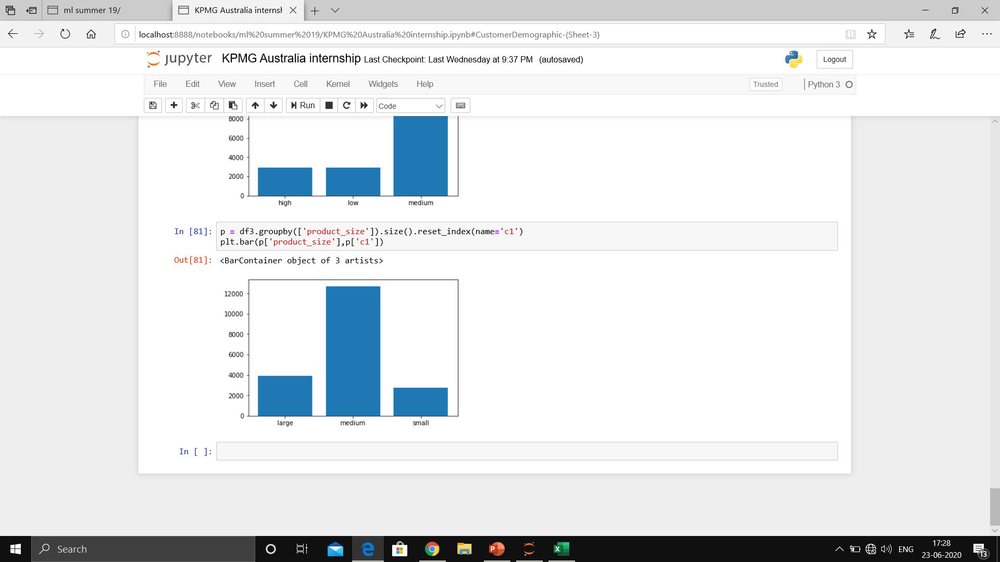 ml summer 19/
KPMG Australia internsh
localhost:8888/notebooks/ml%20summer%2019/KPMG%20Australia%20internship.ipynb#CustomerDemographic-(Sheet-3)
jupyter KPMG Australia internship Last Checkpoint: Last Wednesday at 9:37 PM (autosaved)
Logout
File Edit View Insert Cell Kernel Widgets Help
Trusted
Python 3
Run
Code
8000
6000
4000
2000
0
high low medium
In [81]: p = df3.groupby(['product_size']).size().reset_index(name='c1')
plt.bar(p['product_size'],p['c1'])
Out[81]: <BarContainer object of 3 artists>
12000
10000
8000
6000
4000
2000
0
large medium small
In [ ]:
Search
ENG
17:28
23-06-2020
13